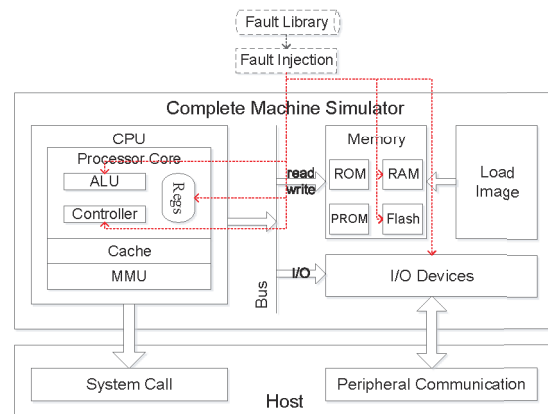 Fault Library
Fault Injection
Complete Machine Simulator
CPU
Processor Core
ALU
Controller
Regs
Cache
MMU
Bus
read
write
I/O
Memory
ROM
RAM
PROM
Flash
Load
Image
I/O Devices
System Call
Host
Peripheral Communication